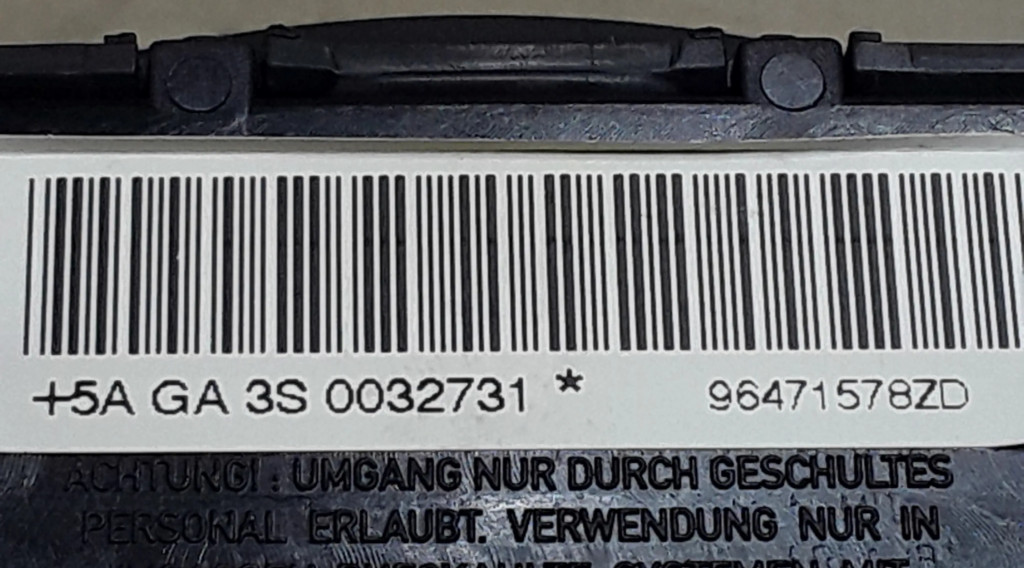 +5A GA 3S 0032731 * 96471578ZD
ACHTUNG! : UMGANG NUR DURCH GESCHULTES
PERSONAL ERLAUBT. VERWENDUNG NUR IN